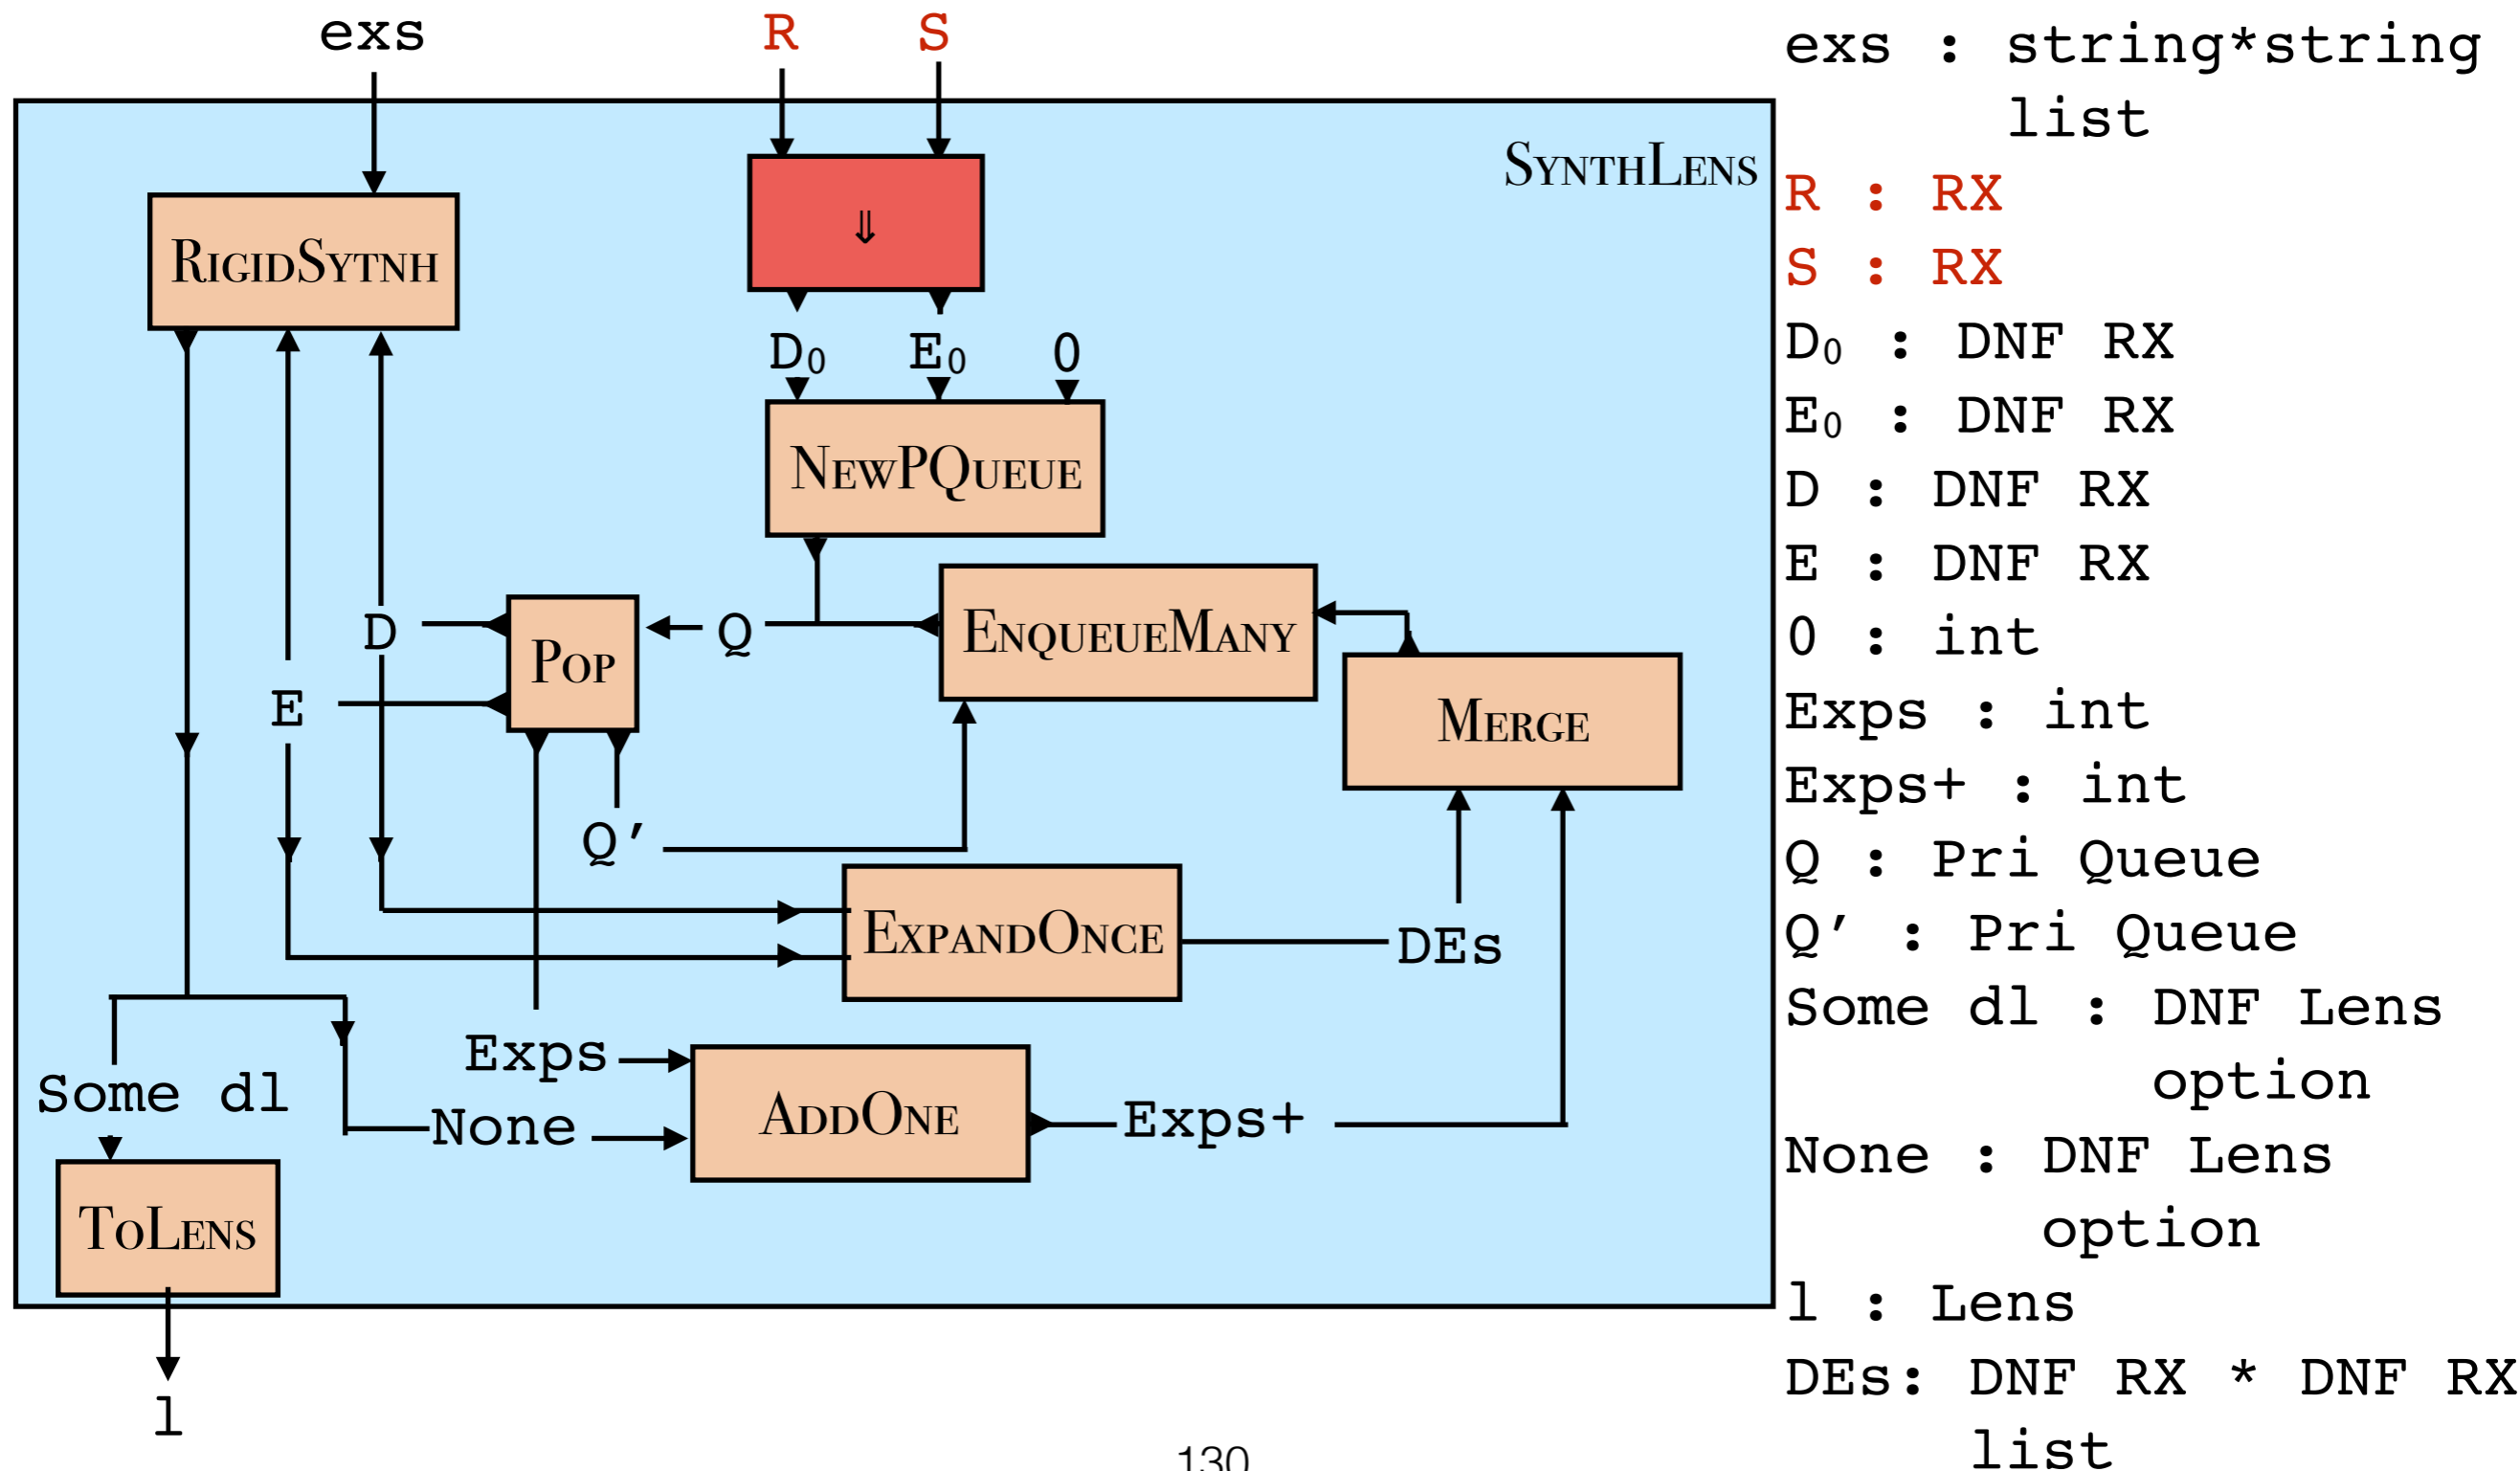 exs
R S
SYNTHLENS
⇓
RIGIDSYTNH
D₀ E₀ 0
NEWPQUEUE
D
POP
Q
ENQUEUEMANY
E
MERGE
Q’
EXPANDONCE
DEs
Exps
Some dl
None
ADDONE
Exps+
TOLENS
l
exs : string*string
list
R : RX
S : RX
D₀ : DNF RX
E₀ : DNF RX
D : DNF RX
E : DNF RX
0 : int
Exps : int
Exps+ : int
Q : Pri Queue
Q’ : Pri Queue
Some dl : DNF Lens
option
None : DNF Lens
option
l : Lens
DEs: DNF RX * DNF RX
list
130